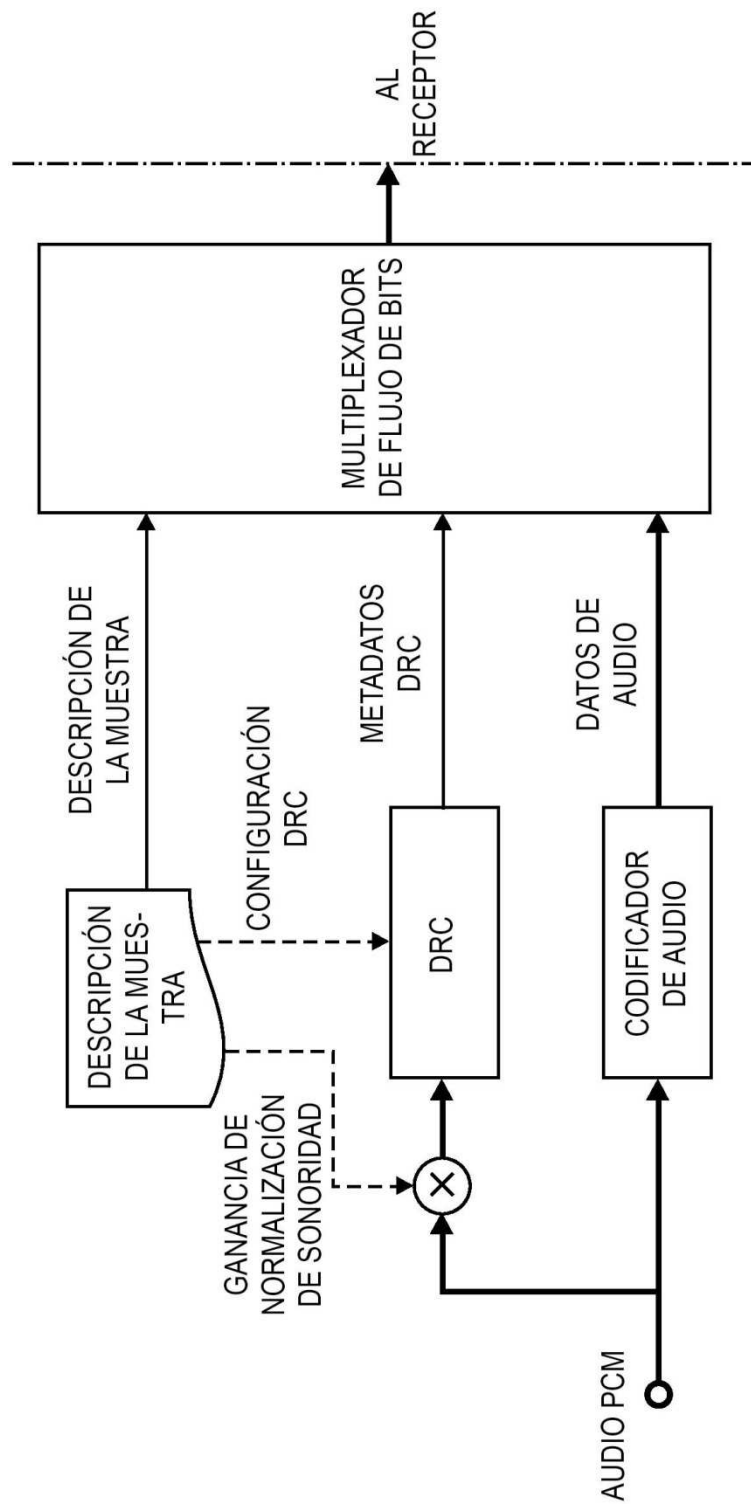 DESCRIPCIÓN
DE LA MUES-
TRA
DESCRIPCIÓN DE
LA MUESTRA
GANANCIA DE
NORMALIZACIÓN
DE SONORIDAD
CONFIGURACIÓN
DRC
DRC
METADATOS
DRC
AUDIO PCM
CODIFICADOR
DE AUDIO
DATOS DE
AUDIO
MULTIPLEXADOR
DE FLUJO DE BITS
AL
RECEPTOR